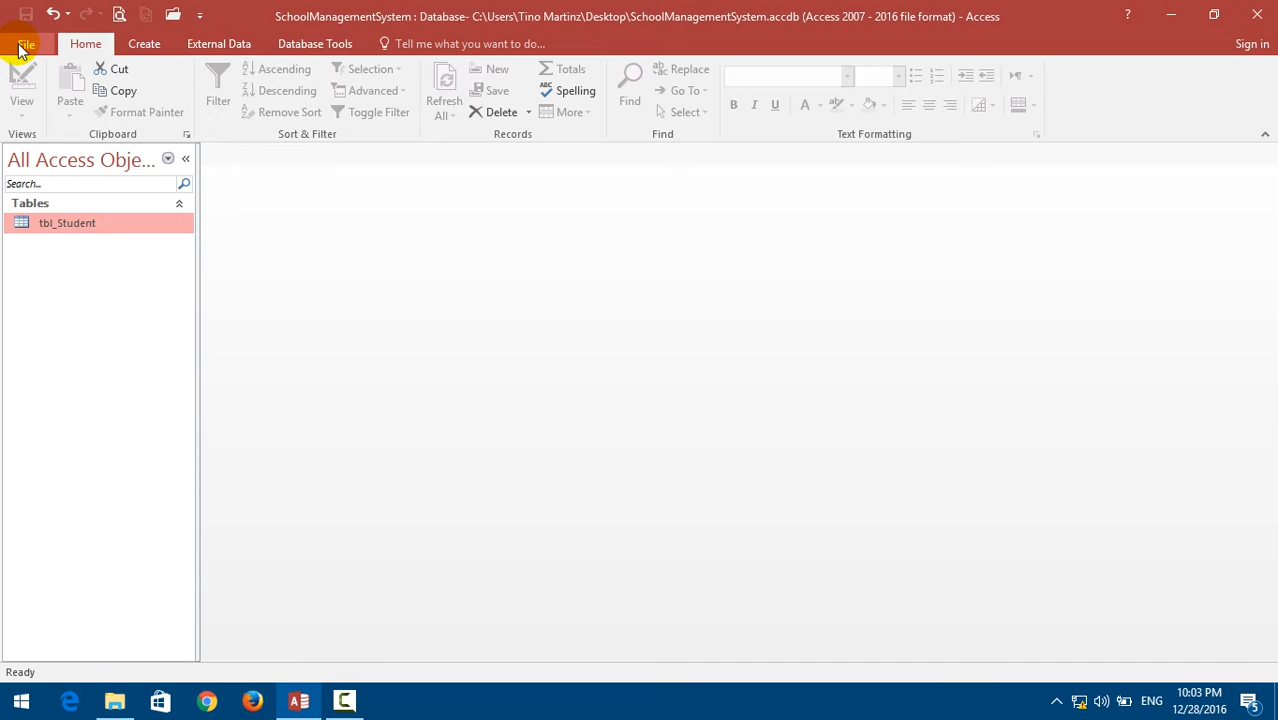 SchoolManagementSystem : Database- C:\Users\Tino Martinz\Desktop\SchoolManagementSystem.accdb (Access 2007 - 2016 file format) - Access
?
File
Home
Create
External Data
Database Tools
Tell me what you want to do...
Sign in
View
Paste
Cut
Copy
Format Painter
Filter
Ascending
Descending
Remove Sort
Selection
Advanced
Toggle Filter
Refresh
All
New
Save
Delete
Totals
Spelling
More
Find
Replace
Go To
Select
B I U A
Views
Clipboard
Sort & Filter
Records
Find
Text Formatting
All Access Obje...
Search...
Tables
tbl_Student
Ready
ENG
10:03 PM
12/28/2016
5